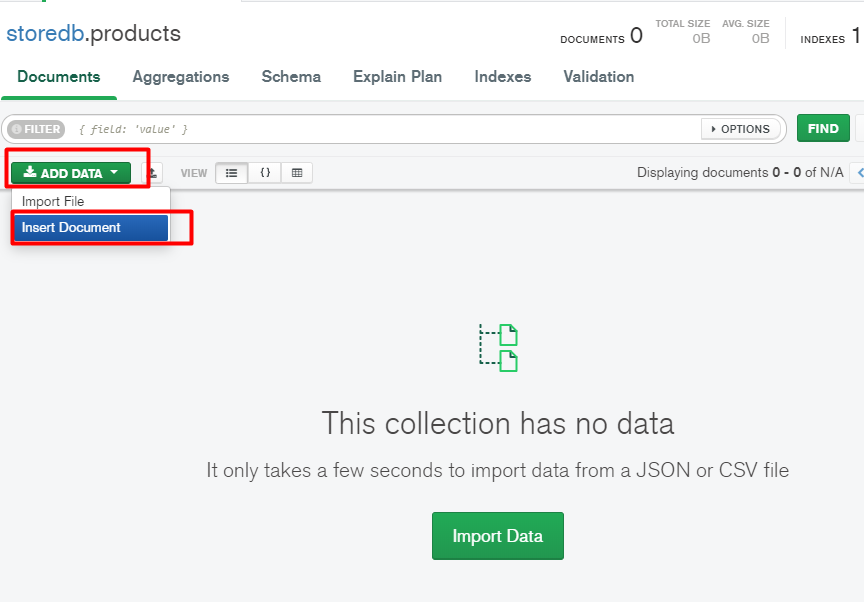 storedb.products
DOCUMENTS 0 TOTAL SIZE 0B AVG. SIZE 0B INDEXES 1
Documents Aggregations Schema Explain Plan Indexes Validation
FILTER { field: 'value' } OPTIONS FIND
ADD DATA VIEW {} Displaying documents 0 - 0 of N/A
Import File
Insert Document
This collection has no data
It only takes a few seconds to import data from a JSON or CSV file
Import Data